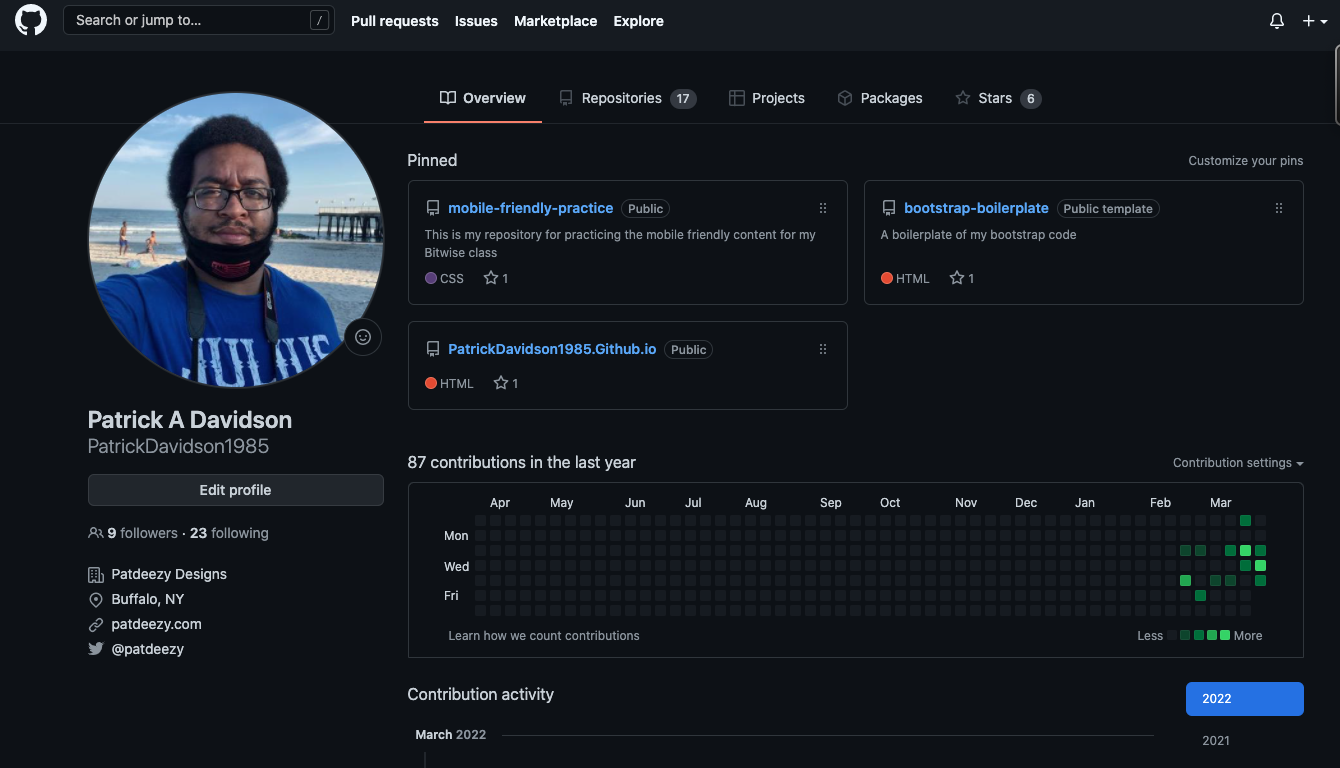 Search or jump to... /
Pull requests Issues Marketplace Explore
Overview Repositories 17 Projects Packages Stars 6
Pinned
Customize your pins
mobile-friendly-practice Public
This is my repository for practicing the mobile friendly content for my
Bitwise class
CSS 1
bootstrap-boilerplate Public template
A boilerplate of my bootstrap code
HTML 1
PatrickDavidson1985.Github.io Public
HTML 1
Patrick A Davidson
PatrickDavidson1985
Edit profile
9 followers · 23 following
Patdeezy Designs
Buffalo, NY
patdeezy.com
@patdeezy
87 contributions in the last year
Contribution settings
Apr May Jun Jul Aug Sep Oct Nov Dec Jan Feb Mar
Mon
Wed
Fri
Learn how we count contributions
Less More
Contribution activity
2022
March 2022
2021